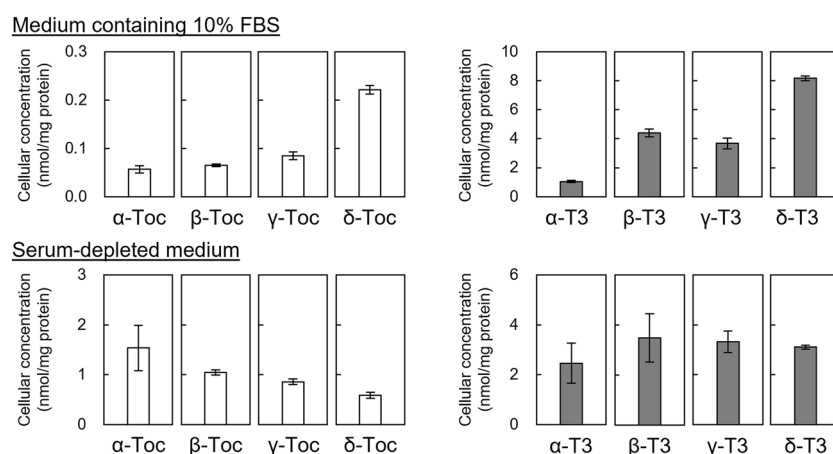 Medium containing 10% FBS
Cellular concentration
(nmol/mg protein)
0.3
0.2
0.1
0.0
α-Toc β-Toc γ-Toc δ-Toc
Cellular concentration
(nmol/mg protein)
10
8
6
4
2
0
α-T3 β-T3 γ-T3 δ-T3
Serum-depleted medium
Cellular concentration
(nmol/mg protein)
3
2
1
0
α-Toc β-Toc γ-Toc δ-Toc
Cellular concentration
(nmol/mg protein)
6
4
2
0
α-T3 β-T3 γ-T3 δ-T3